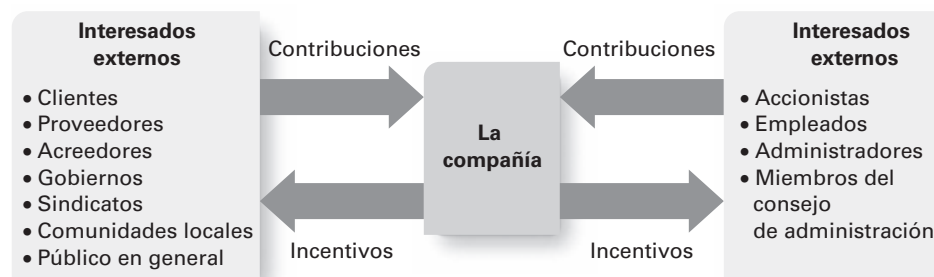 Interesados
externos
• Clientes
• Proveedores
• Acreedores
• Gobiernos
• Sindicatos
• Comunidades locales
• Público en general
Contribuciones
Incentivos
La
compañía
Contribuciones
Incentivos
Interesados
externos
• Accionistas
• Empleados
• Administradores
• Miembros del
consejo
de administración